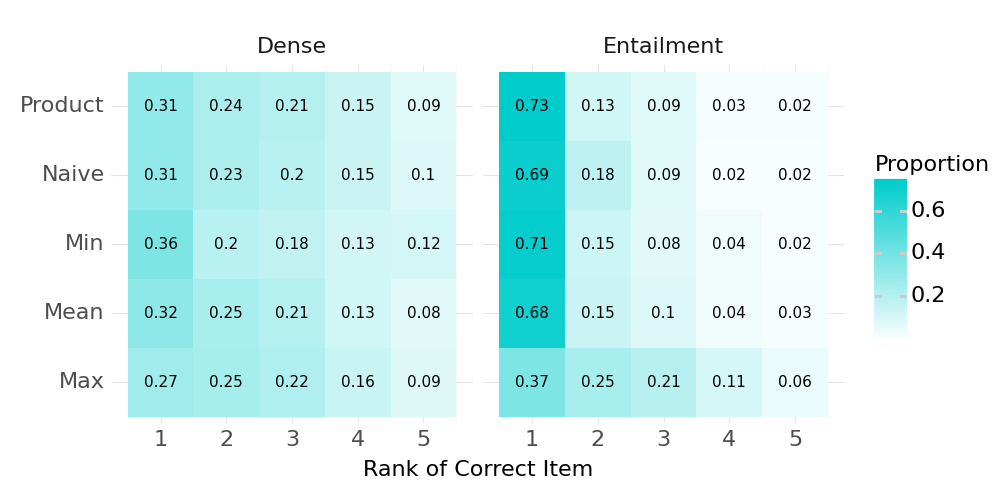 Dense Entailment
Product 0.31 0.24 0.21 0.15 0.09 0.73 0.13 0.09 0.03 0.02
Naive 0.31 0.23 0.2 0.15 0.1 0.69 0.18 0.09 0.02 0.02
Min 0.36 0.2 0.18 0.13 0.12 0.71 0.15 0.08 0.04 0.02
Mean 0.32 0.25 0.21 0.13 0.08 0.68 0.15 0.1 0.04 0.03
Max 0.27 0.25 0.22 0.16 0.09 0.37 0.25 0.21 0.11 0.06
1 2 3 4 5 1 2 3 4 5
Rank of Correct Item
Proportion
0.6
0.4
0.2